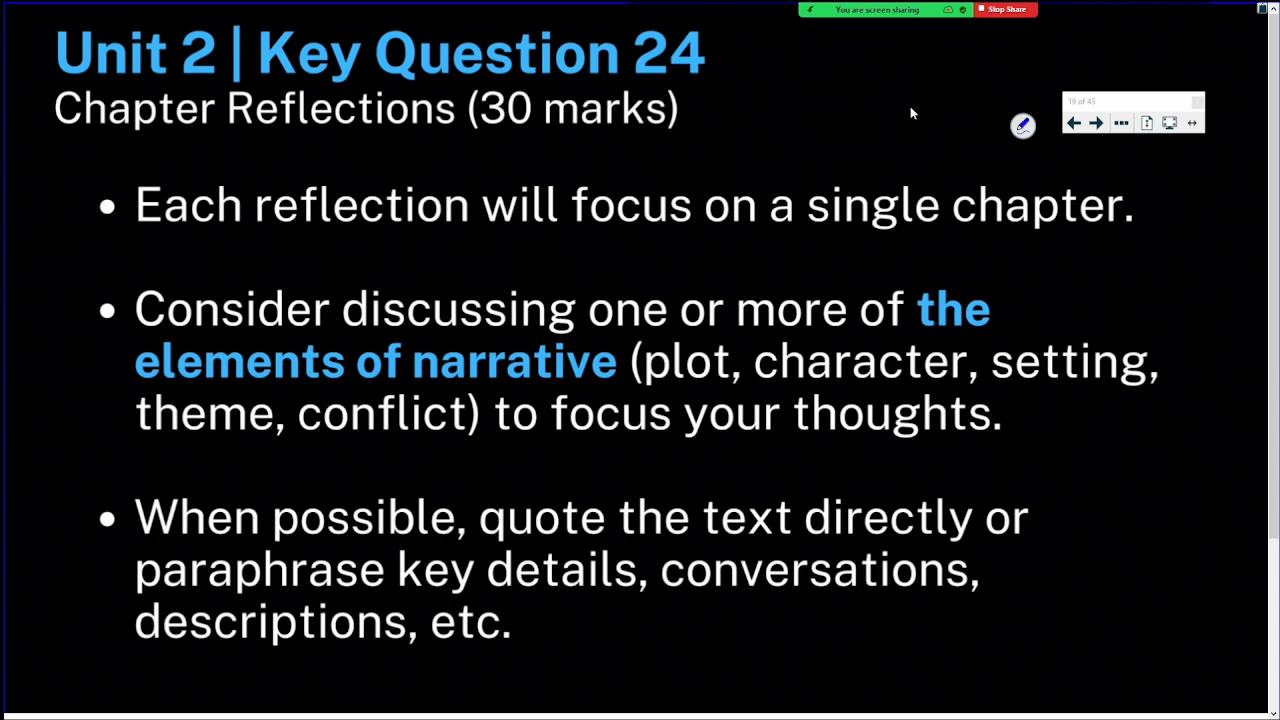 You are screen sharing
Stop Share
Unit 2 | Key Question 24
Chapter Reflections (30 marks)
19 of 43
• Each reflection will focus on a single chapter.
• Consider discussing one or more of the
elements of narrative (plot, character, setting,
theme, conflict) to focus your thoughts.
• When possible, quote the text directly or
paraphrase key details, conversations,
descriptions, etc.